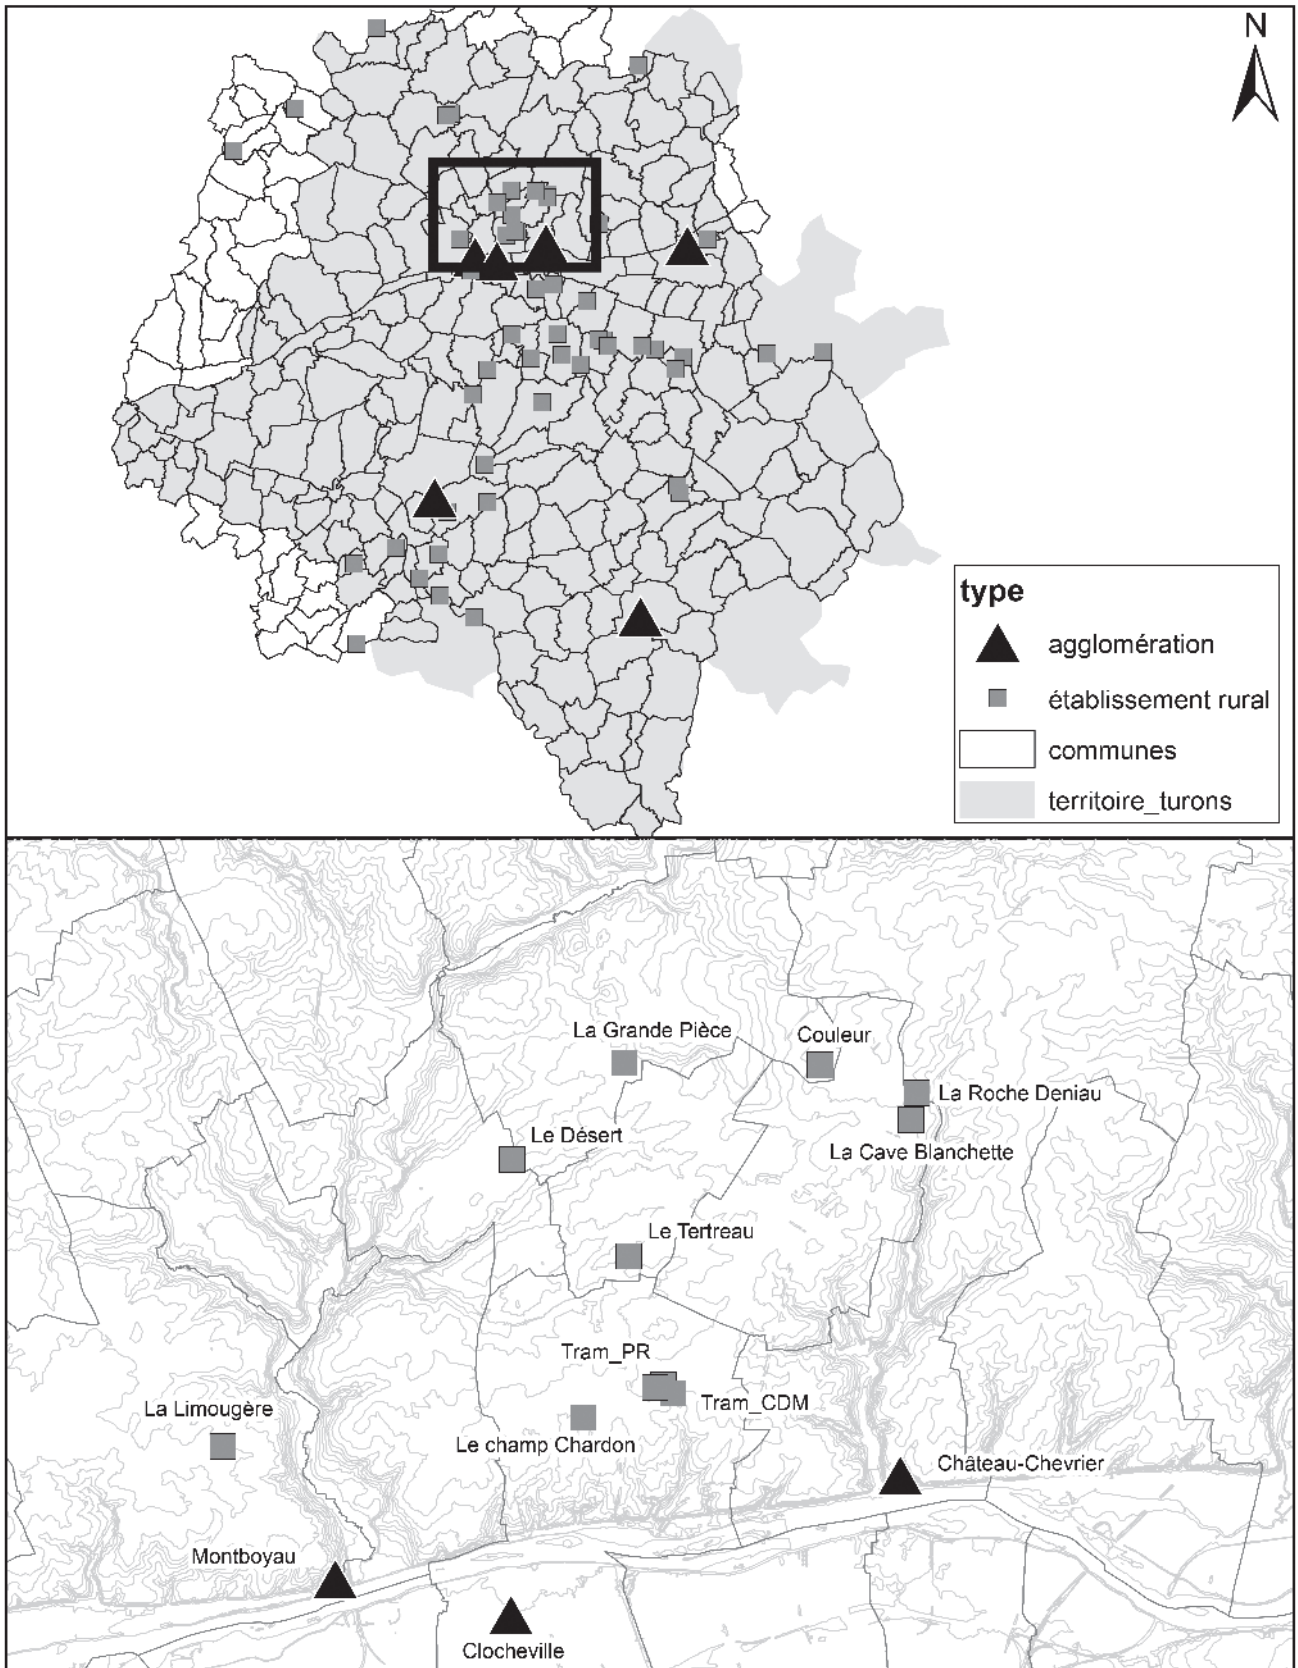 N
type
agglomération
établissement rural
communes
territoire_turons
La Grande Pièce
Couleur
La Roche Deniau
Le Désert
La Cave Blanchette
Le Tertreau
Tram_PR
Tram_CDM
La Limougère
Le champ Chardon
Château-Chevrier
Montboyau
Clocheville